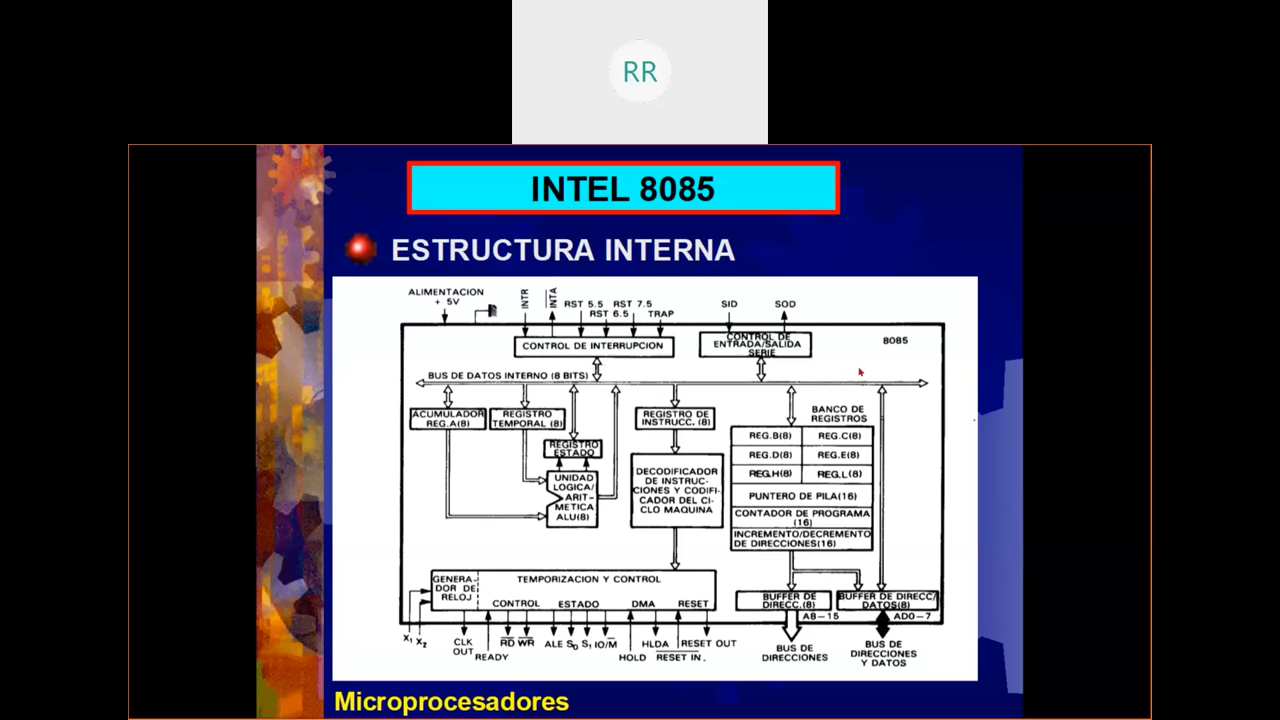 RR
INTEL 8085
ESTRUCTURA INTERNA
ALIMENTACION
+ 5V
INTR
INTA
RST 5.5
RST 6.5
RST 7.5
TRAP
SID
SOD
CONTROL DE INTERRUPCION
CONTROL DE
ENTRADA/SALIDA
SERIE
8085
BUS DE DATOS INTERNO (8 BITS)
ACUMULADOR
REG.A(8)
REGISTRO
TEMPORAL (8)
REGISTRO
ESTADO
UNIDAD
LOGICA/
ARIT-
METICA
ALU(8)
REGISTRO DE
INSTRUCC. (8)
DECODIFICADOR
DE INSTRUC-
CIONES Y CODIFI-
CADOR DEL CI-
CLO MAQUINA
BANCO DE
REGISTROS
REG.B(8) REG.C(8)
REG.D(8) REG.E(8)
REG.H(8) REG.L(8)
PUNTERO DE PILA(16)
CONTADOR DE PROGRAMA
(16)
INCREMENTO/DECREMENTO
DE DIRECCIONES(16)
GENERA-
DOR DE
RELOJ
TEMPORIZACION Y CONTROL
CONTROL ESTADO DMA RESET
BUFFER DE
DIRECC.(8)
BUFFER DE DIRECC/
DATOS(8)
A8-15
AD0-7
X1 X2
CLK
OUT
READY
RD WR
ALE S0 S1 IO/M
HOLD
HLDA
RESET IN.
RESET OUT
BUS DE
DIRECCIONES
BUS DE
DIRECCIONES
Y DATOS
Microprocesadores